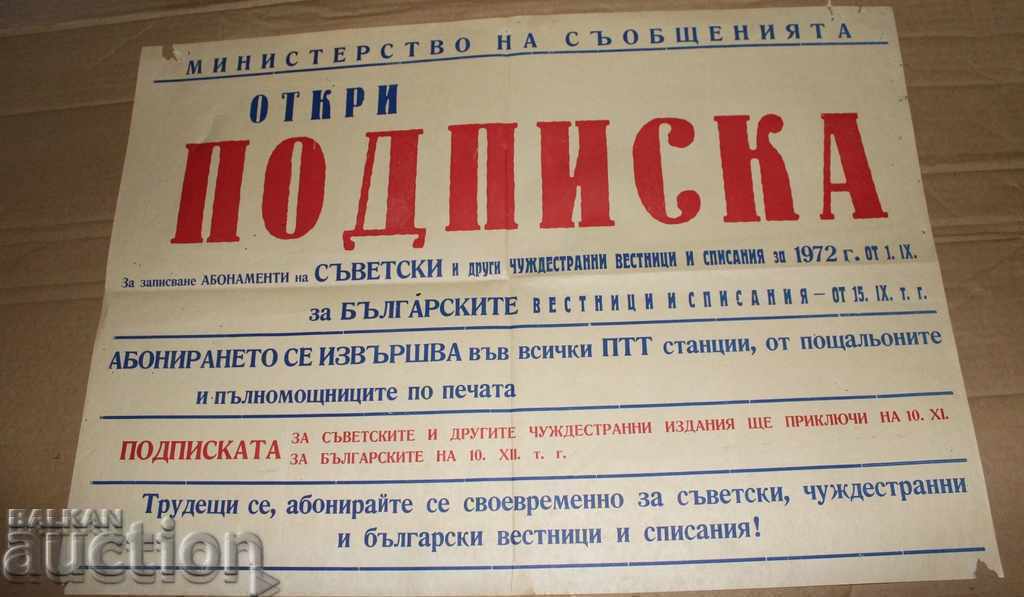 МИНИСТЕРСТВО НА СЪОБЩЕНИЯТА
ОТКРИ
ПОДПИСКА
За записване АБОНАМЕНТИ на СЪВЕТСКИ и други ЧУЖДЕСТРАННИ ВЕСТНИЦИ И СПИСАНИЯ за 1972 г. ОТ 1. IX.
за БЪЛГА́РСКИТЕ ВЕСТНИЦИ И СПИСАНИЯ — ОТ 15. IX. т. г.
АБОНИРАНЕТО СЕ ИЗВЪРШВА във всички ПТТ станции, от пощальоните
и пълномощниците по печата
ПОДПИСКАТА ЗА СЪВЕТСКИТЕ И ДРУГИТЕ ЧУЖДЕСТРАННИ ИЗДАНИЯ ЩЕ ПРИКЛЮЧИ НА 10. XI.
ЗА БЪЛГАРСКИТЕ НА 10. XII. т. г.
Трудещи се, абонирайте се своевременно за съветски, чуждестранни
и български вестници и списания!
BALKAN
auction